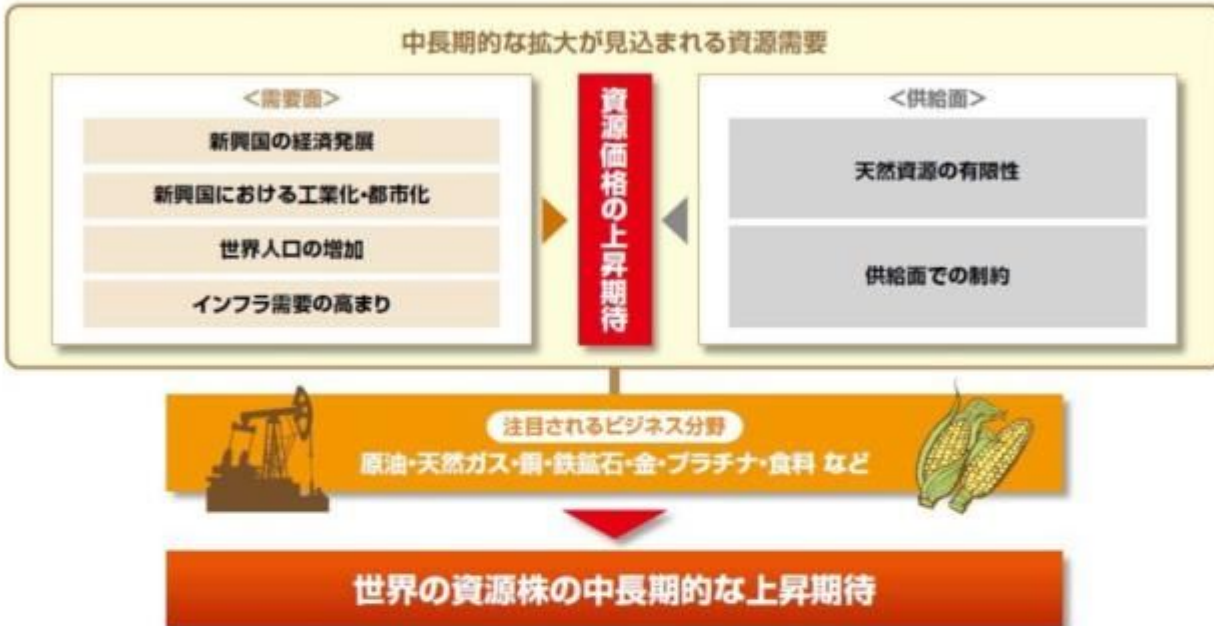 中長期的な拡大が見込まれる資源需要
＜需要面＞
新興国の経済発展
新興国における工業化・都市化
世界人口の増加
インフラ需要の高まり
資源価格の上昇期待
＜供給面＞
天然資源の有限性
供給面での制約
注目されるビジネス分野
原油・天然ガス・銅・鉄鉱石・金・プラチナ・食料 など
世界の資源株の中長期的な上昇期待